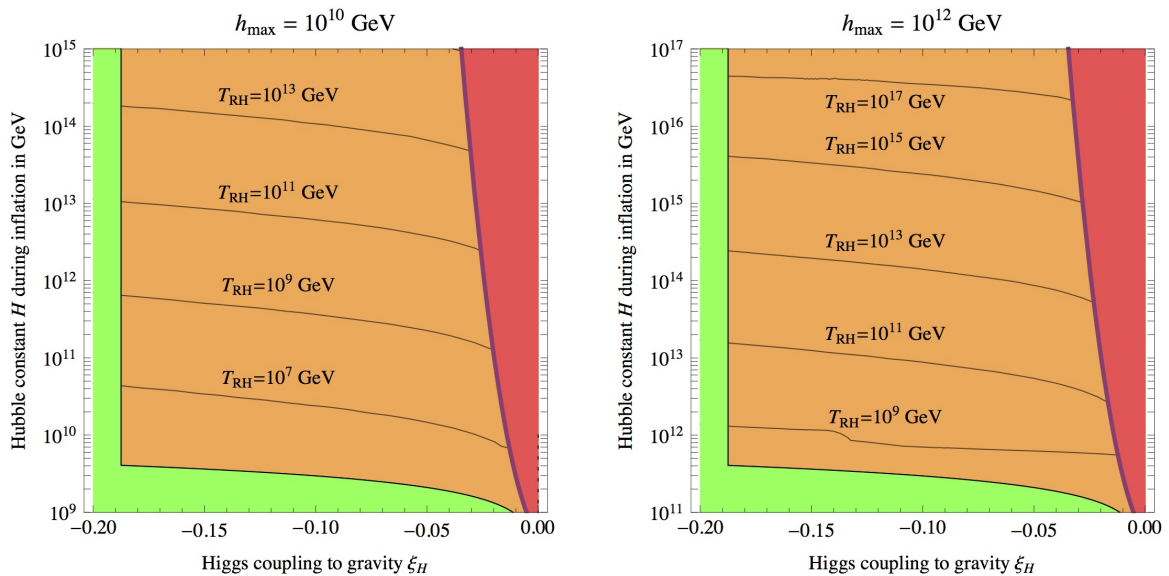 h_max = 10^10 GeV
Hubble constant H during inflation in GeV
10^15
10^14
10^13
10^12
10^11
10^10
10^9
T_RH=10^13 GeV
T_RH=10^11 GeV
T_RH=10^9 GeV
T_RH=10^7 GeV
−0.20 −0.15 −0.10 −0.05 0.00
Higgs coupling to gravity ξ_H
h_max = 10^12 GeV
Hubble constant H during inflation in GeV
10^17
10^16
10^15
10^14
10^13
10^12
10^11
T_RH=10^17 GeV
T_RH=10^15 GeV
T_RH=10^13 GeV
T_RH=10^11 GeV
T_RH=10^9 GeV
−0.20 −0.15 −0.10 −0.05 0.00
Higgs coupling to gravity ξ_H